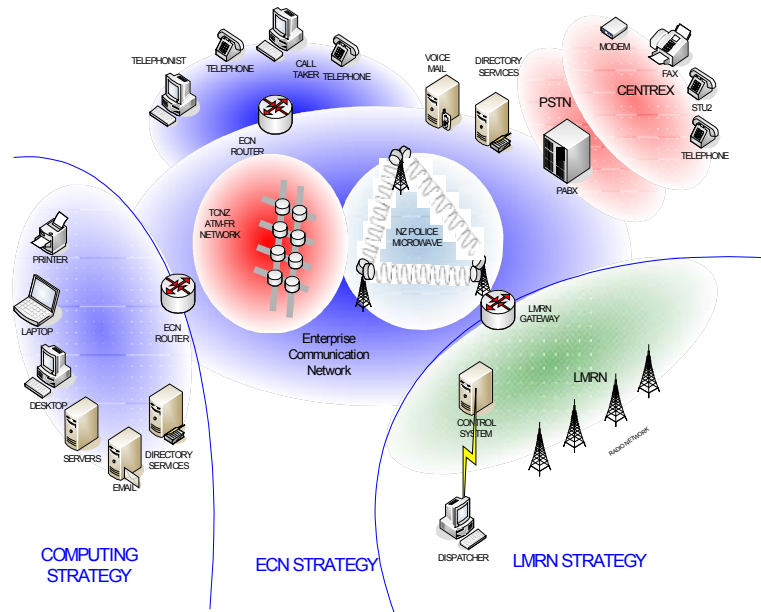 TELEPHONIST
TELEPHONE
CALL
TAKER
TELEPHONE
VOICE
MAIL
DIRECTORY
SERVICES
MODEM
FAX
PSTN
CENTREX
STU2
TELEPHONE
PABX
ECN
ROUTER
TCNZ
ATM-FR
NETWORK
NZ POLICE
MICROWAVE
PRINTER
LAPTOP
ECN
ROUTER
Enterprise
Communication
Network
LMRN
GATEWAY
DESKTOP
SERVERS
EMAIL
DIRECTORY
SERVICES
LMRN
CONTROL
SYSTEM
RADIO NETWORK
DISPATCHER
COMPUTING
STRATEGY
ECN STRATEGY
LMRN STRATEGY